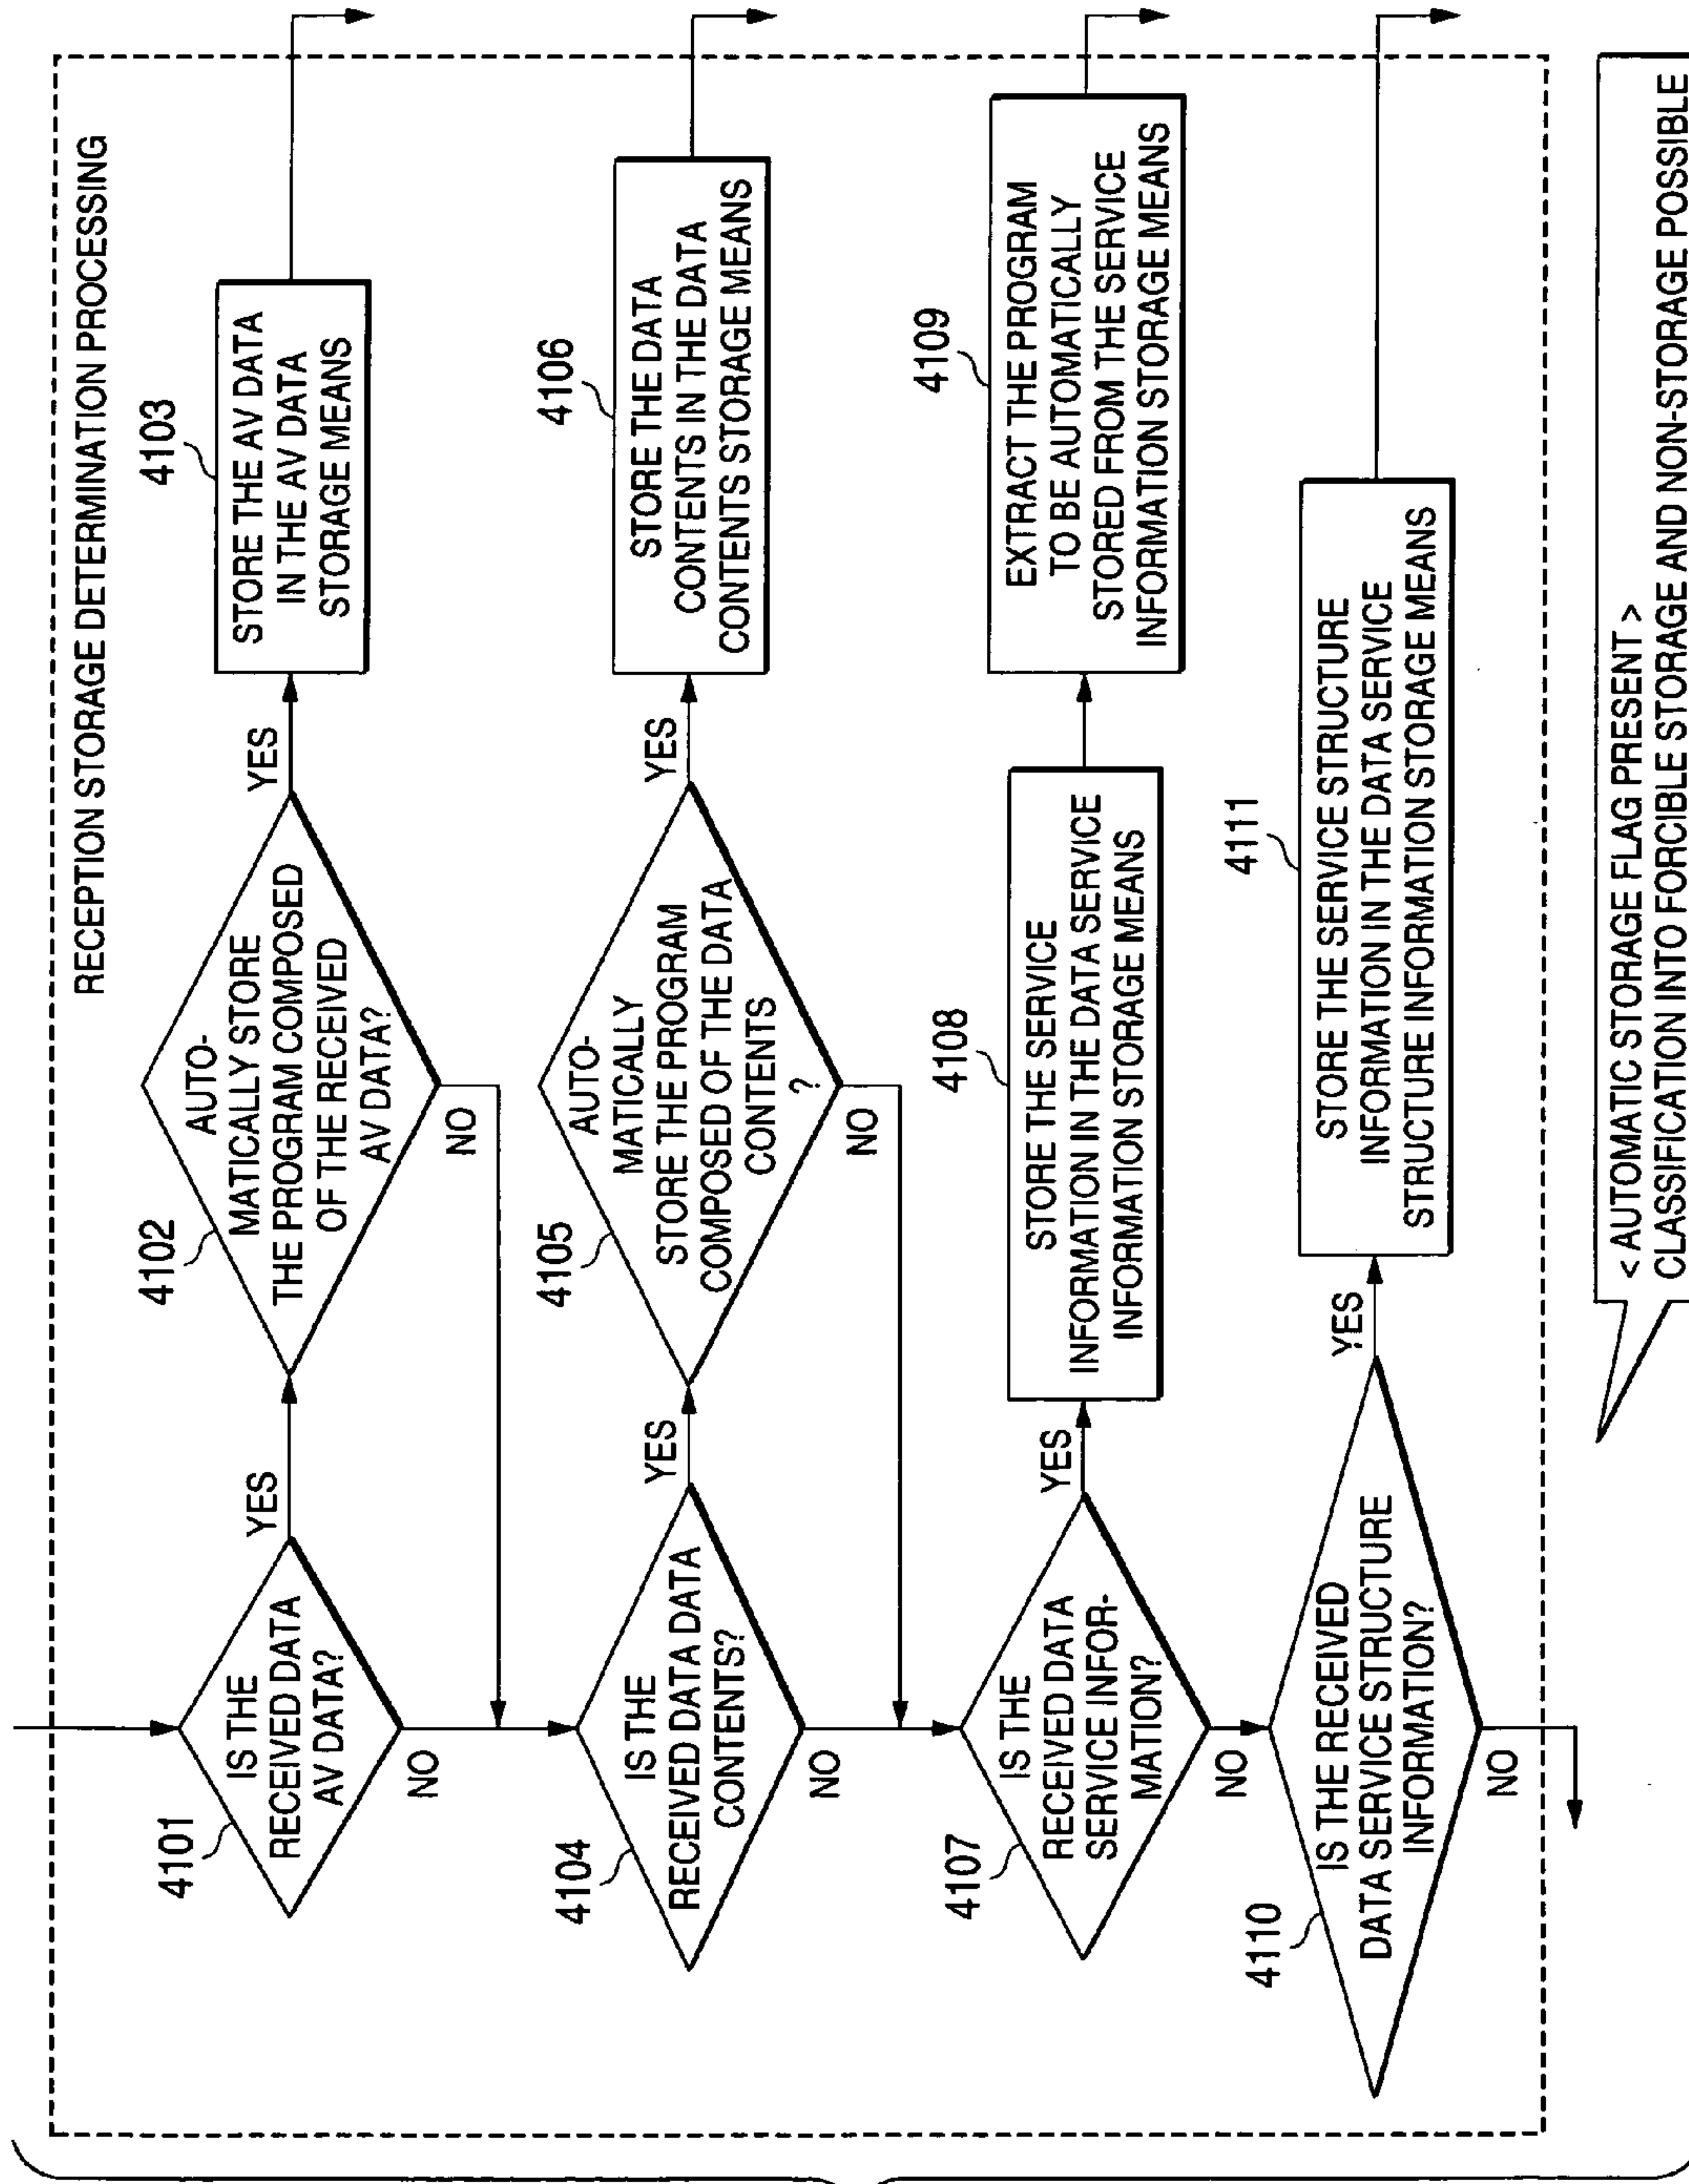 RECEPTION STORAGE DETERMINATION PROCESSING
4101
IS THE
RECEIVED DATA
AV DATA?
YES
NO
4102
AUTO-
MATICALLY STORE
THE PROGRAM COMPOSED
OF THE RECEIVED
AV DATA?
YES
NO
4103
STORE THE AV DATA
IN THE AV DATA
STORAGE MEANS
4104
IS THE
RECEIVED DATA DATA
CONTENTS?
YES
NO
4105
AUTO-
MATICALLY
STORE THE PROGRAM
COMPOSED OF THE DATA
CONTENTS
?
YES
NO
4106
STORE THE DATA
CONTENTS IN THE DATA
CONTENTS STORAGE MEANS
4107
IS THE
RECEIVED DATA
SERVICE INFOR-
MATION?
YES
NO
4108
STORE THE SERVICE
INFORMATION IN THE DATA SERVICE
INFORMATION STORAGE MEANS
4109
EXTRACT THE PROGRAM
TO BE AUTOMATICALLY
STORED FROM THE SERVICE
INFORMATION STORAGE MEANS
4110
IS THE RECEIVED
DATA SERVICE STRUCTURE
INFORMATION?
YES
NO
4111
STORE THE SERVICE STRUCTURE
INFORMATION IN THE DATA SERVICE
STRUCTURE INFORMATION STORAGE MEANS
< AUTOMATIC STORAGE FLAG PRESENT >
CLASSIFICATION INTO FORCIBLE STORAGE AND NON-STORAGE POSSIBLE